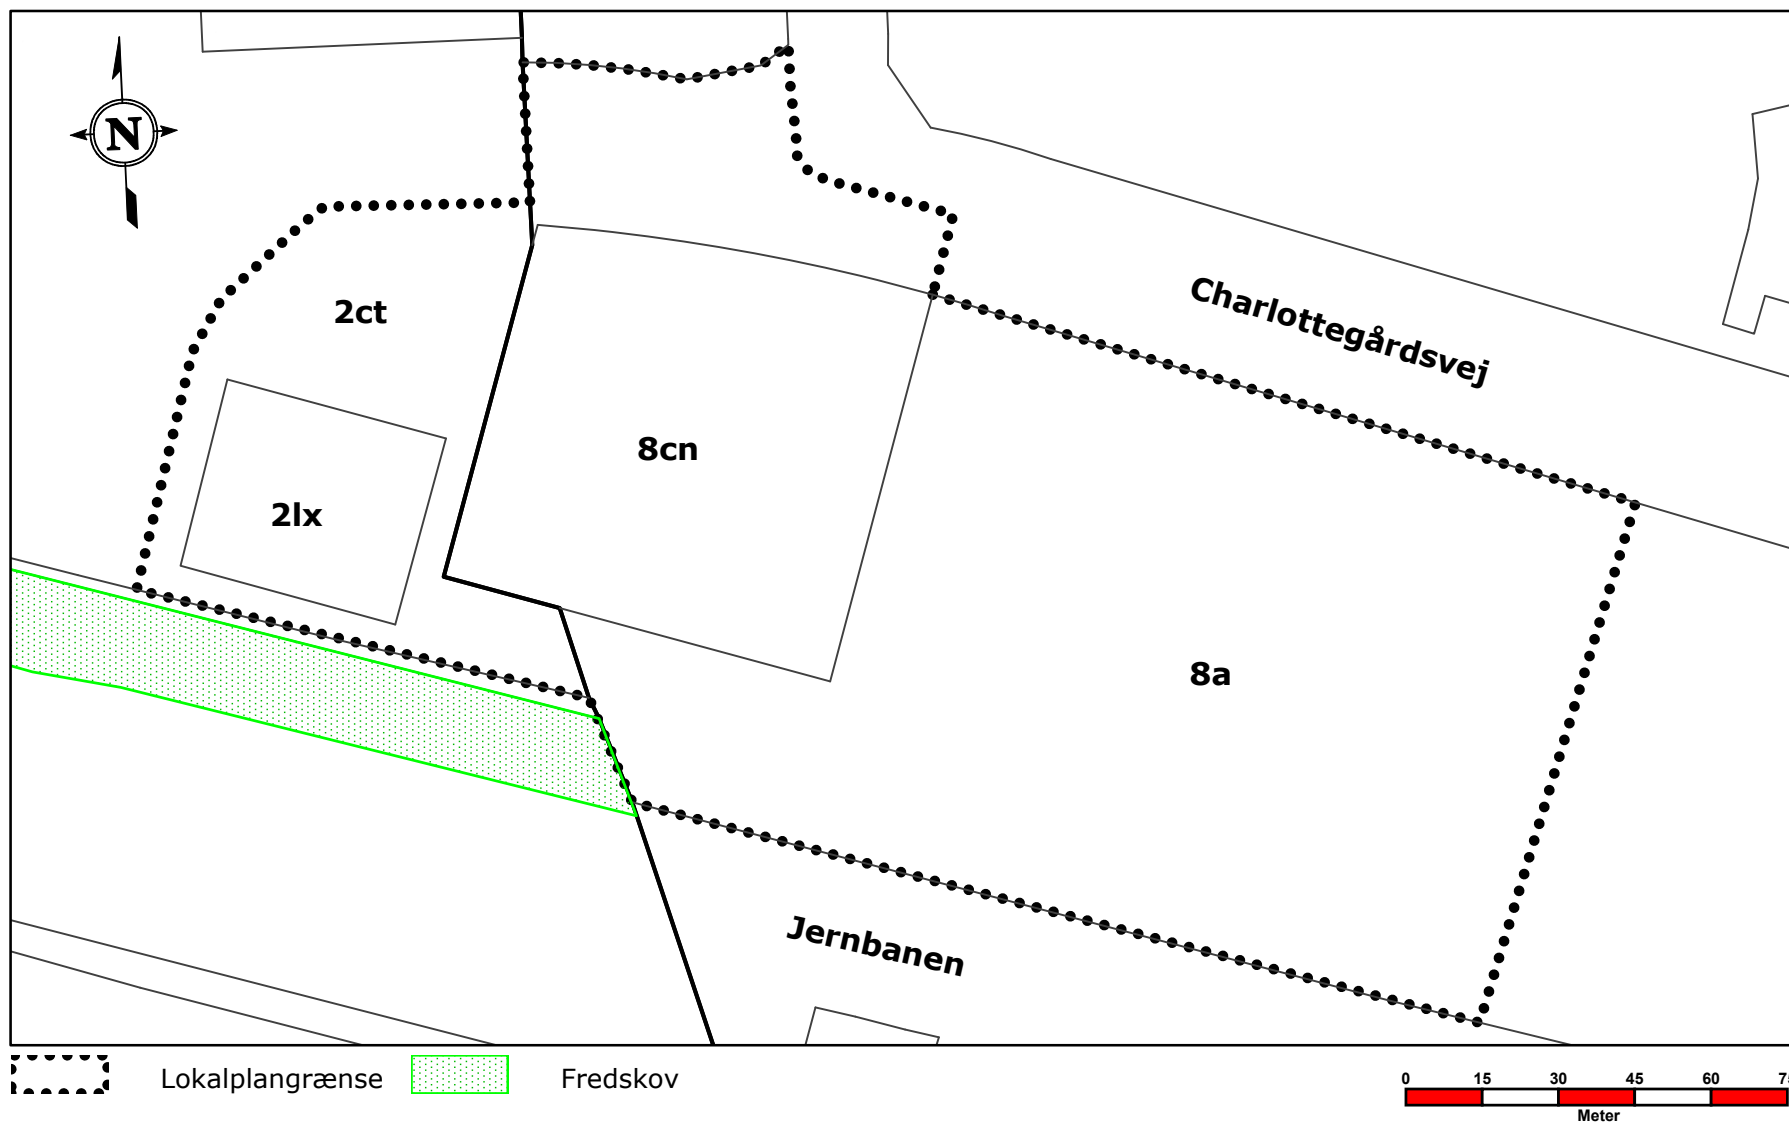 N
Charlottegårdsvej
2ct
8cn
2lx
8a
Jernbanen
Lokalplangrænse
Fredskov
0 15 30 45 60
Meter